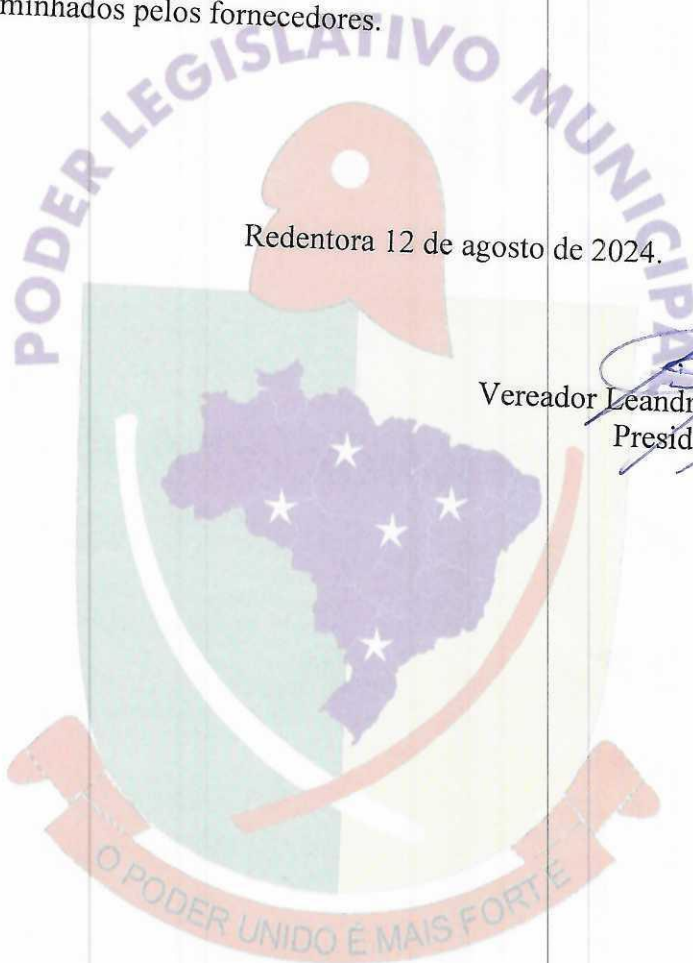 minhados pelos fornecedores.
PODER LEGISLATIVO MUNICIPAL
Redentora 12 de agosto de 2024.
Vereador Leandr
Presid
O PODER UNIDO É MAIS FORTE